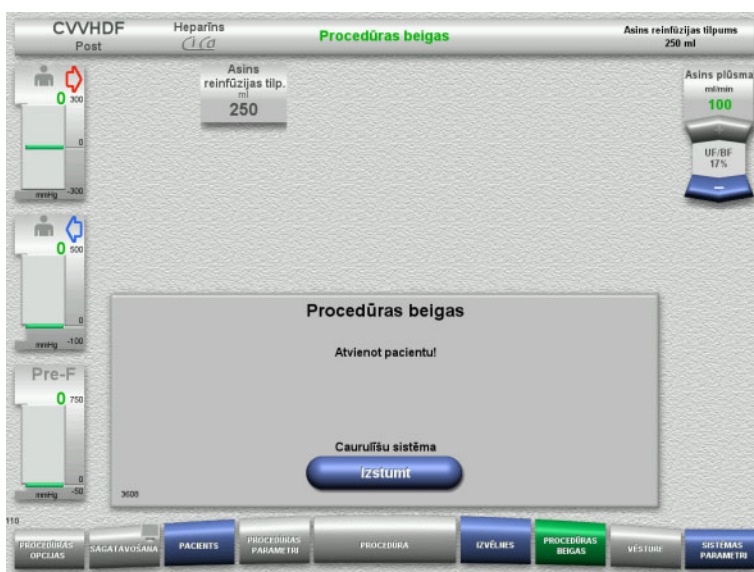 CVVHDF
Post
Heparīns
CiCa
Procedūras beigas
Asins reinfūzijas tilpums
250 ml
300
0
0
mmHg
-300
Asins
reinfūzijas tilp.
ml
250
Asins plūsma
ml/min
100
+
UF/BF
17%
–
0
500
0
mmHg
-100
Pre-F
0
750
0
mmHg
-50
Procedūras beigas
Atvienot pacientu!
Caurulīšu sistēma
Izstumt
3608
110
PROCEDŪRAS
OPCIJAS
SAGATAVOŠANA
PACIENTS
PROCEDŪRAS
PARAMETRI
PROCEDŪRA
IZVĒLNES
PROCEDŪRAS
BEIGAS
VĒSTURE
SISTĒMAS
PARAMETRI